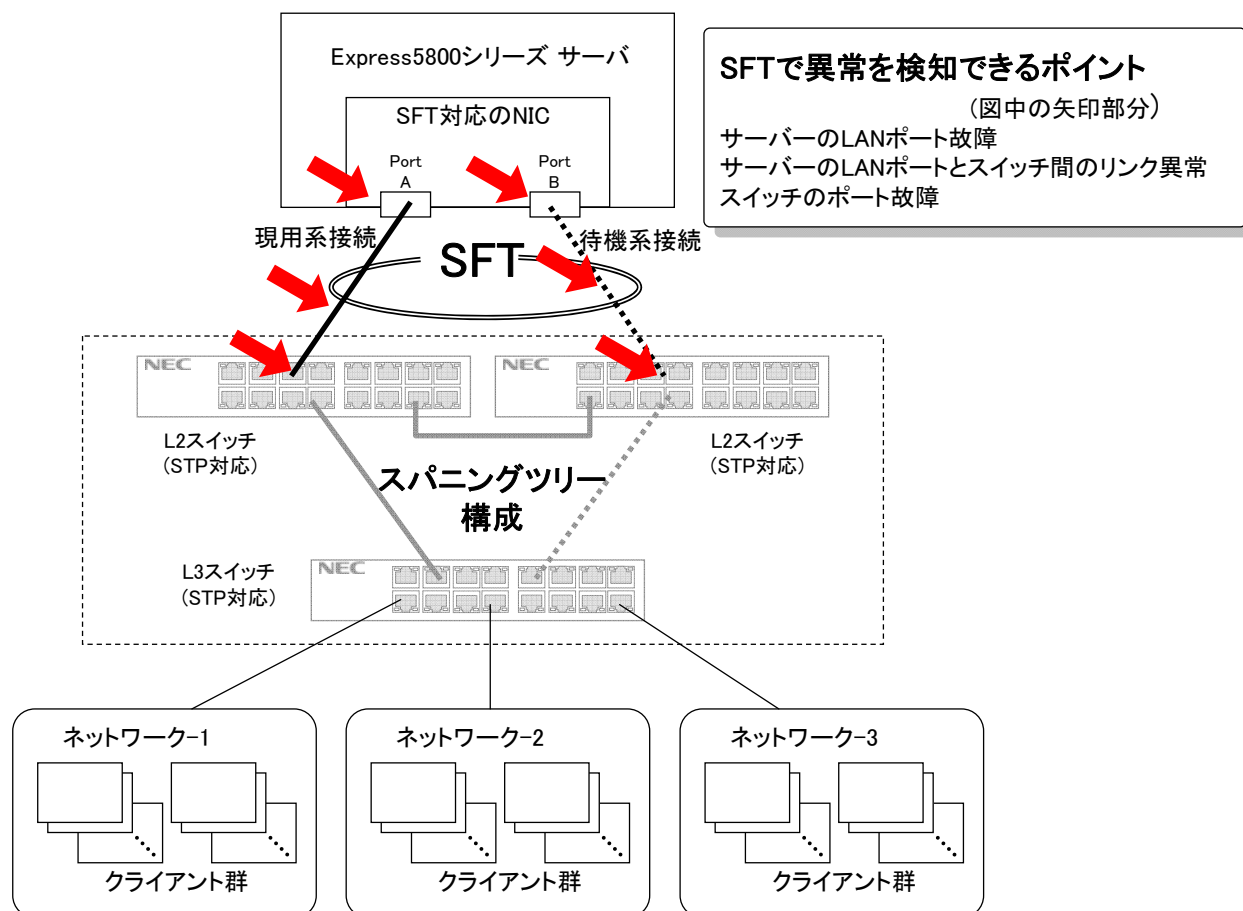 Express5800シリーズ サーバ
SFT対応のNIC
Port
A
Port
B
SFTで異常を検知できるポイント
(図中の矢印部分)
サーバーのLANポート故障
サーバーのLANポートとスイッチ間のリンク異常
スイッチのポート故障
現用系接続
待機系接続
SFT
NEC
NEC
L2スイッチ
(STP対応)
L2スイッチ
(STP対応)
スパニングツリー
構成
L3スイッチ
(STP対応)
NEC
ネットワーク-1
ネットワーク-2
ネットワーク-3
クライアント群
クライアント群
クライアント群